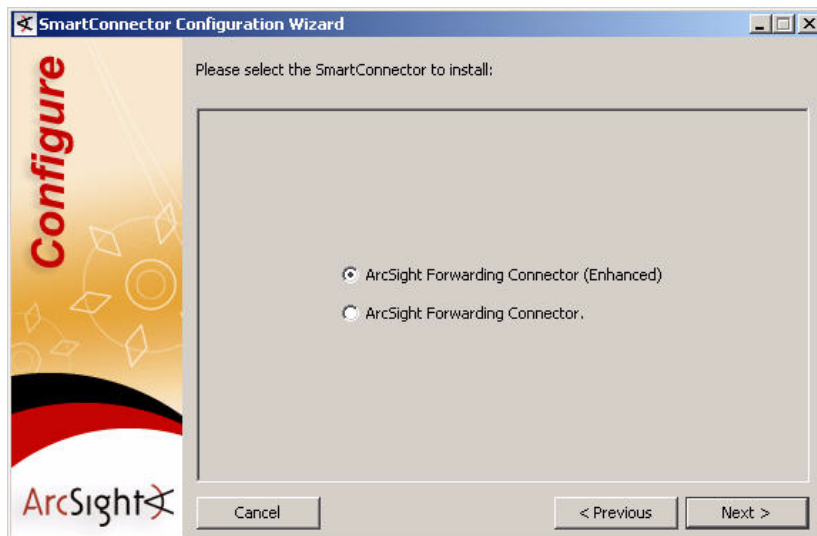 SmartConnector Configuration Wizard
Configure
Please select the SmartConnector to install:
ArcSight Forwarding Connector (Enhanced)
ArcSight Forwarding Connector.
ArcSight
Cancel
< Previous
Next >